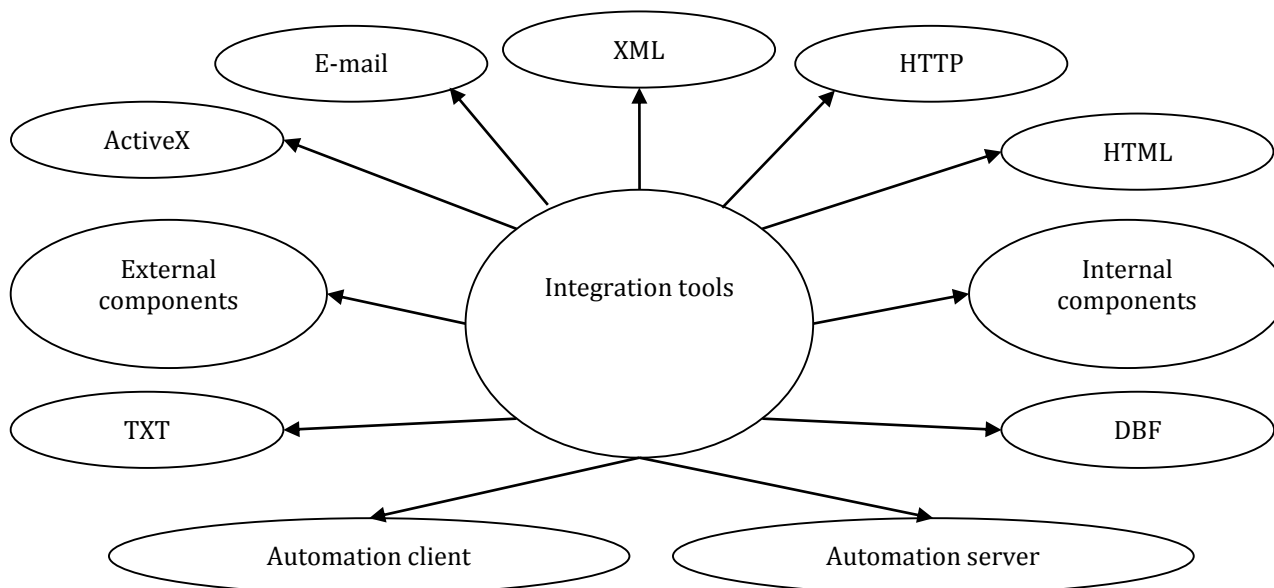 XML
E-mail
HTTP
ActiveX
HTML
External
components
Integration tools
Internal
components
TXT
DBF
Automation client
Automation server